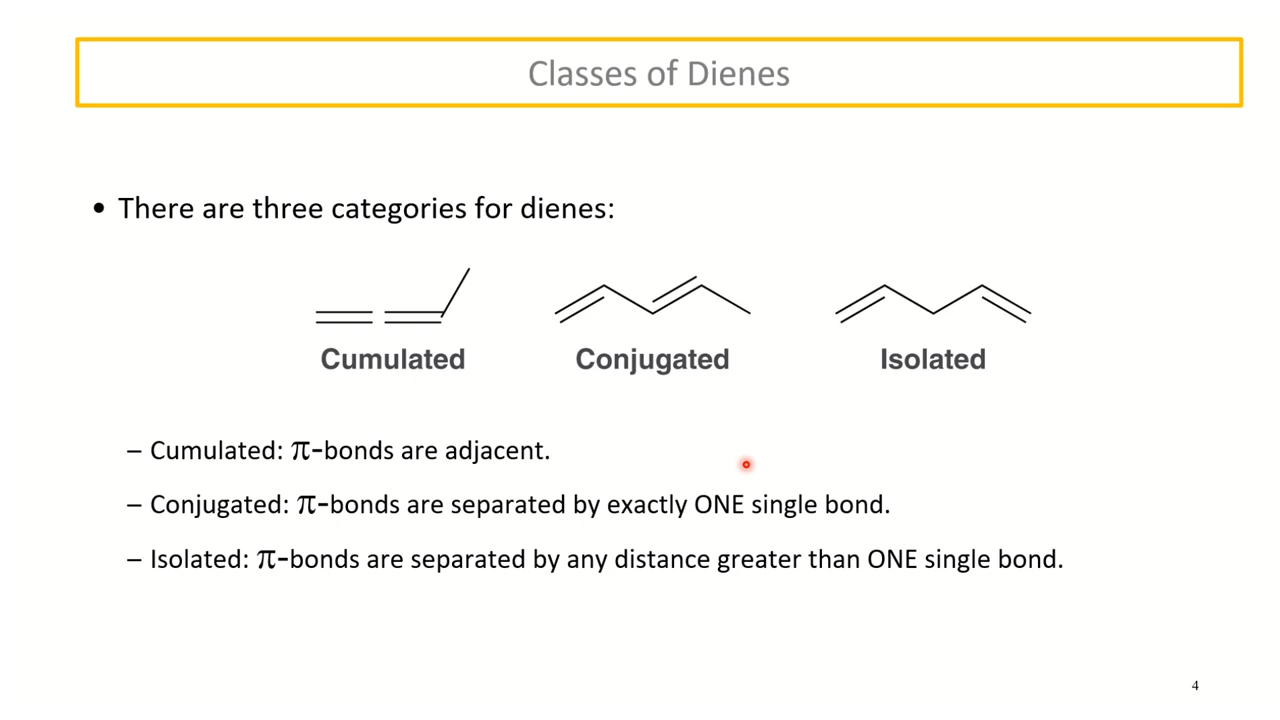 Classes of Dienes
• There are three categories for dienes:
Cumulated Conjugated Isolated
– Cumulated: π-bonds are adjacent.
– Conjugated: π-bonds are separated by exactly ONE single bond.
– Isolated: π-bonds are separated by any distance greater than ONE single bond.
4